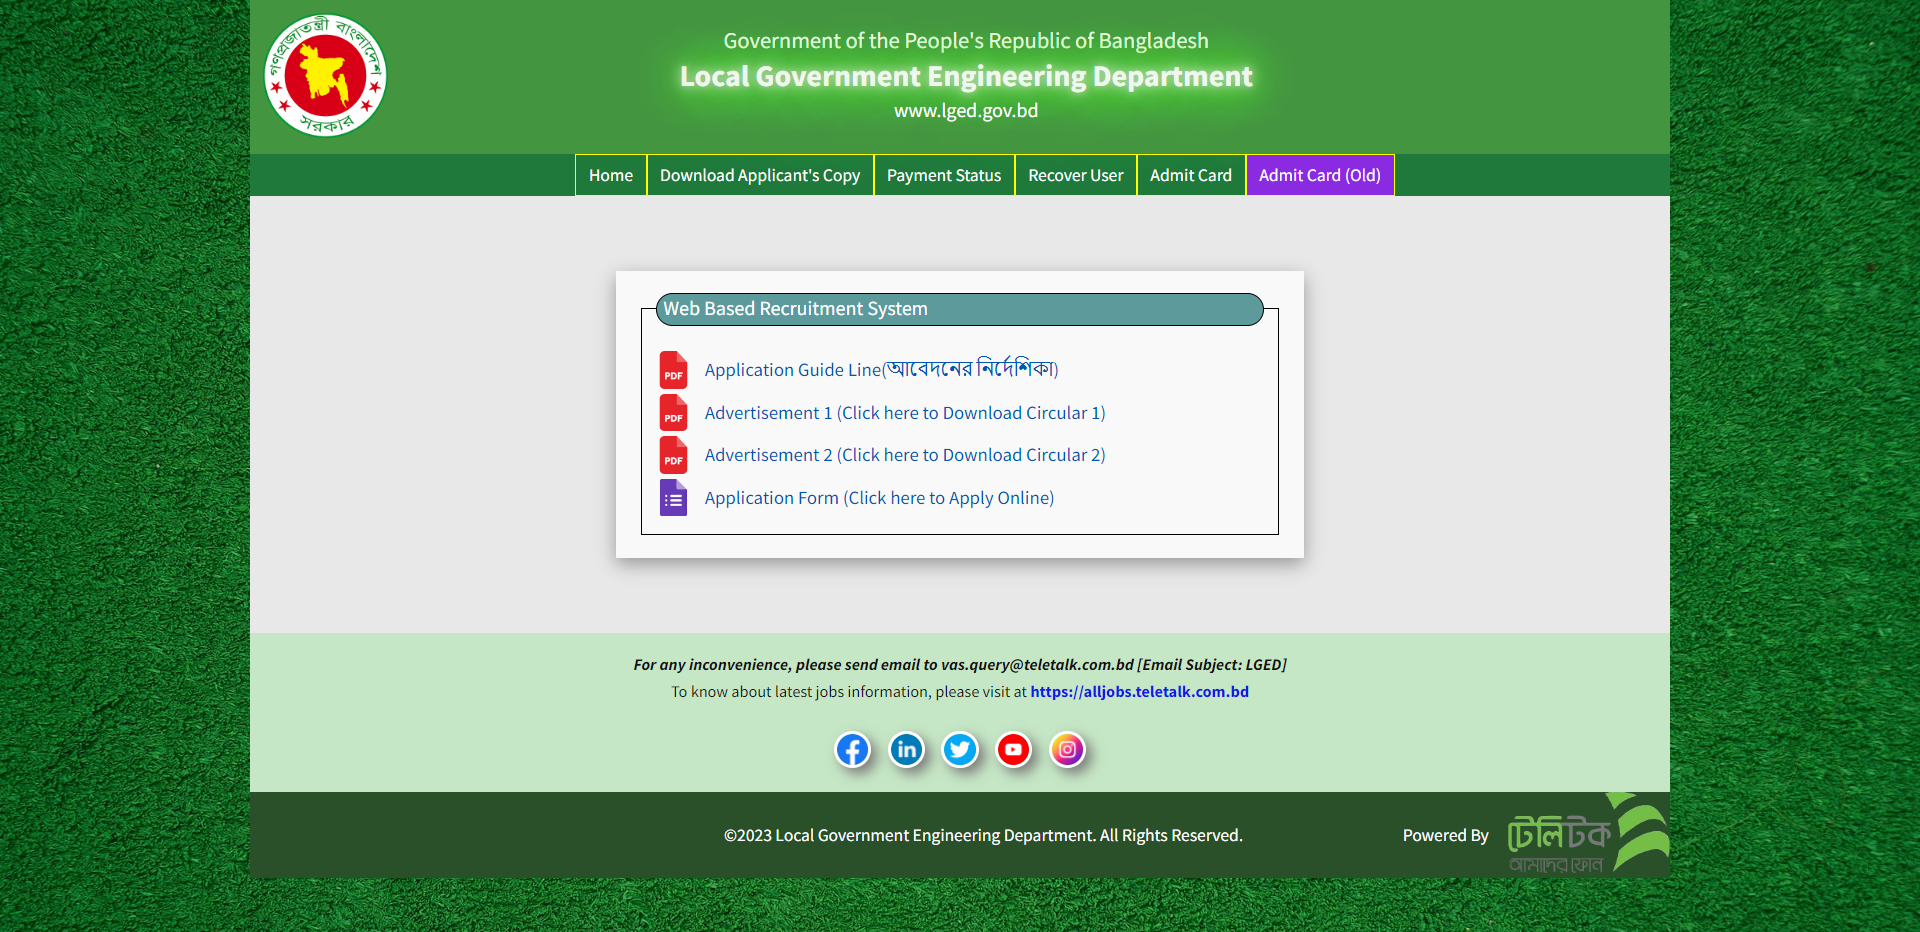 গণপ্রজাতন্ত্রী বাংলাদেশ
সরকার
Government of the People's Republic of Bangladesh
Local Government Engineering Department
www.lged.gov.bd
Home
Download Applicant's Copy
Payment Status
Recover User
Admit Card
Admit Card (Old)
Web Based Recruitment System
PDF Application Guide Line(আবেদনের নির্দেশিকা)
PDF Advertisement 1 (Click here to Download Circular 1)
PDF Advertisement 2 (Click here to Download Circular 2)
Application Form (Click here to Apply Online)
For any inconvenience, please send email to vas.query@teletalk.com.bd [Email Subject: LGED]
To know about latest jobs information, please visit at https://alljobs.teletalk.com.bd
©2023 Local Government Engineering Department. All Rights Reserved.
Powered By
টেলিটক
আমাদের ফোন